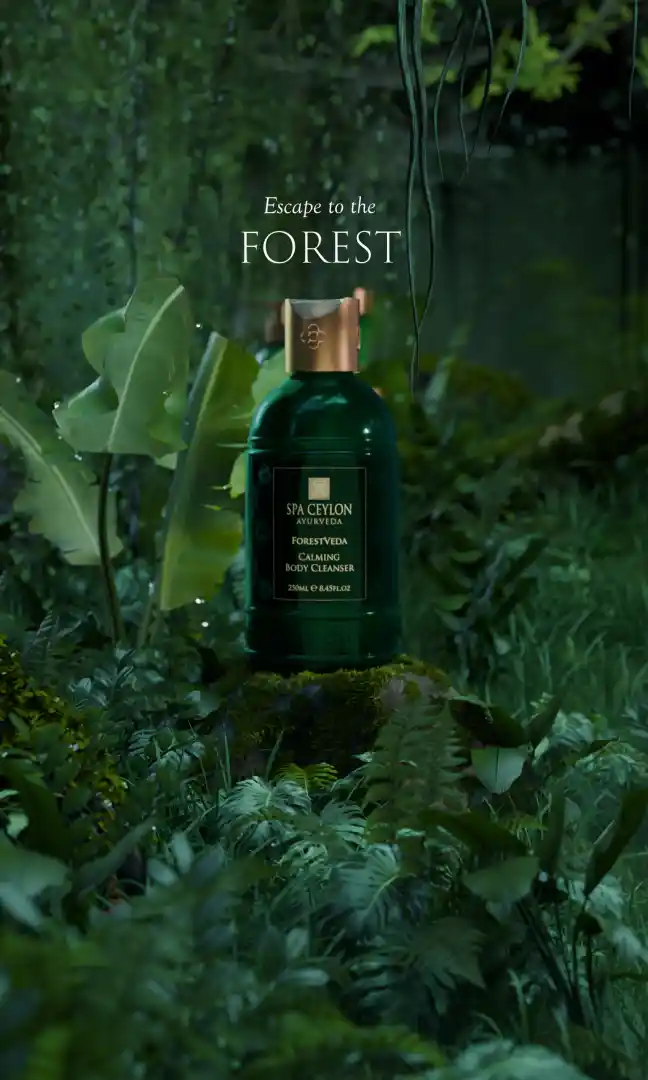 Escape to the
FOREST
SPA CEYLON
AYURVEDA
FORESTVEDA
CALMING
BODY CLEANSER
250ML ℮ 8.45FL.OZ